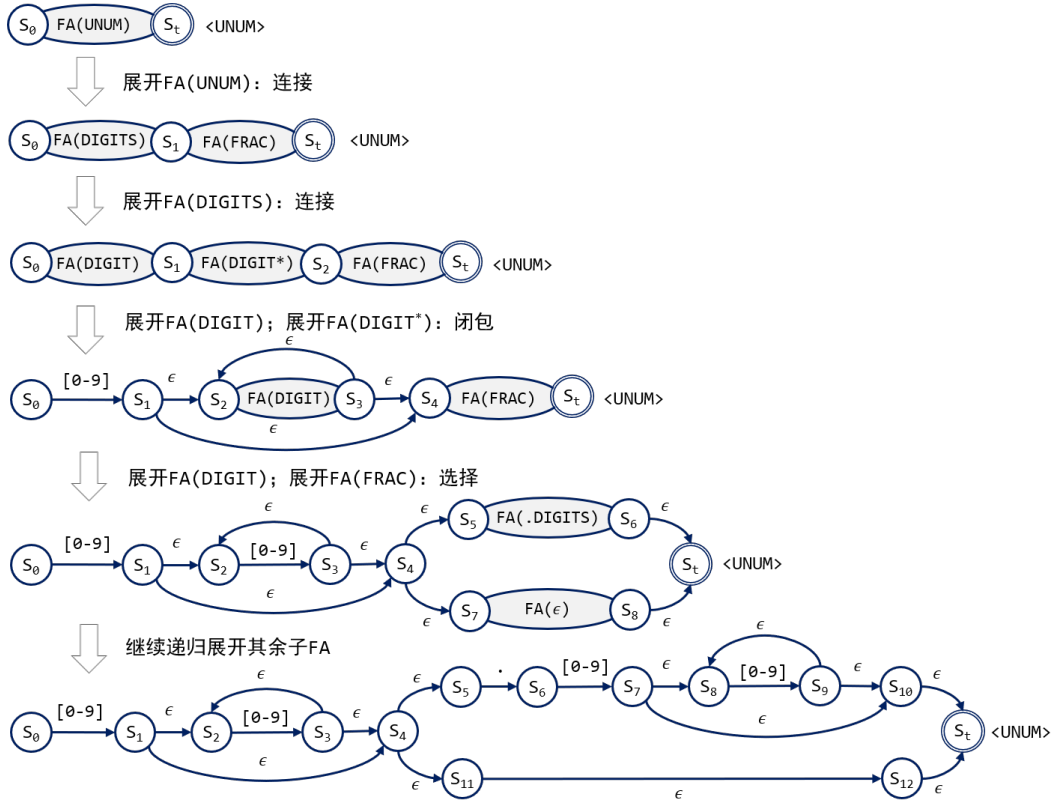 S0 FA(UNUM) St <UNUM>
展开FA(UNUM): 连接
S0 FA(DIGITS) S1 FA(FRAC) St <UNUM>
展开FA(DIGITS): 连接
S0 FA(DIGIT) S1 FA(DIGIT*) S2 FA(FRAC) St <UNUM>
展开FA(DIGIT); 展开FA(DIGIT*): 闭包
ϵ
[0-9] ϵ ϵ
S0 S1 S2 FA(DIGIT) S3 S4 FA(FRAC) St <UNUM>
ϵ
展开FA(DIGIT); 展开FA(FRAC): 选择
ϵ ϵ S5 FA(.DIGITS) S6 ϵ
[0-9] ϵ [0-9] ϵ
S0 S1 S2 S3 S4 St <UNUM>
ϵ ϵ S7 FA(ϵ) S8 ϵ
继续递归展开其余子FA
ϵ
ϵ ϵ S5 . S6 [0-9] S7 ϵ S8 [0-9] S9 ϵ S10 ϵ
[0-9] ϵ [0-9] ϵ ϵ
S0 S1 S2 S3 S4 St <UNUM>
ϵ ϵ S11 ϵ S12 ϵ